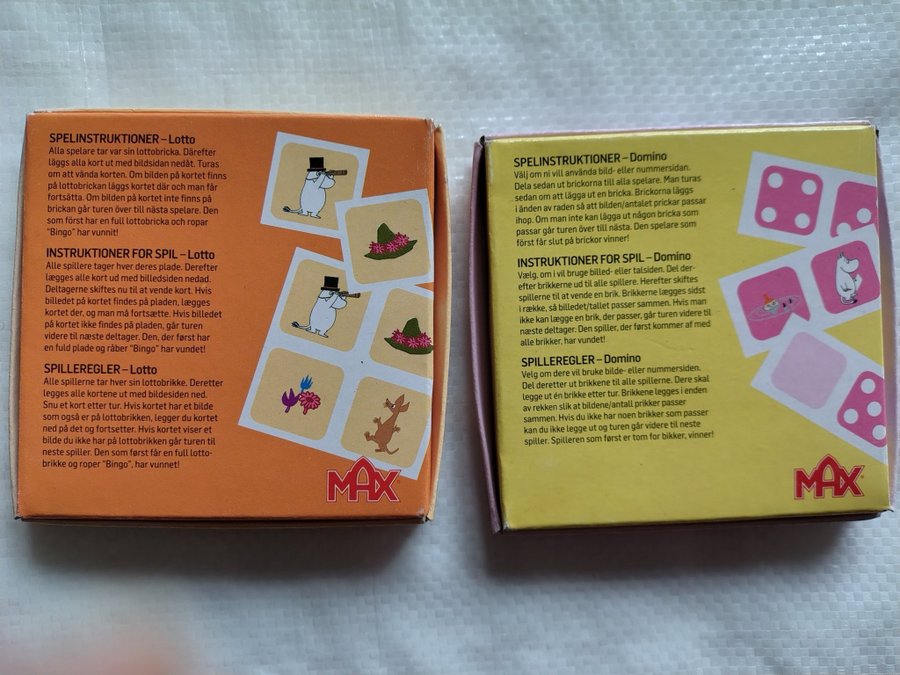 SPELINSTRUKTIONER – Lotto
Alla spelare tar var sin lottobricka. Därefter
läggs alla kort ut med bildsidan nedåt. Turas
om att vända korten. Om bilden på kortet finns
på lottobrickan läggs kortet där och man får
fortsätta. Om bilden på kortet inte finns på
brickan går turen över till nästa spelare. Den
som först har en full lottobricka och ropar
"Bingo" har vunnit!
INSTRUKTIONER FOR SPIL – Lotto
Alle spillere tager hver deres plade. Derefter
lægges alle kort ud med billedsiden nedad.
Deltagerne skiftes nu til at vende kort. Hvis
billedet på kortet findes på pladen, lægges
kortet der, og man må fortsætte. Hvis billedet
på kortet ikke findes på pladen, går turen
videre til næste deltager. Den, der først har
en fuld plade og råber "Bingo" har vundet!
SPILLEREGLER – Lotto
Alle spillerne tar hver sin lottobrikke. Deretter
legges alle kortene ut med bildesiden ned.
Snu et kort etter tur. Hvis kortet har et bilde
som også er på lottobrikken, legger du kortet
ned på det og fortsetter. Hvis kortet viser et
bilde du ikke har på lottobrikken går turen til
neste spiller. Den som først får en full lotto-
brikke og roper "Bingo", har vunnet!
MAX
SPELINSTRUKTIONER – Domino
Välj om ni vill använda bild- eller nummersidan.
Dela sedan ut brickorna till alla spelare. Man turas
sedan om att lägga ut en bricka. Brickorna läggs
i änden av raden så att bilden/antalet prickar passar
ihop. Om man inte kan lägga ut någon bricka som
passar går turen över till nästa. Den spelare som
först får slut på brickor vinner!
INSTRUKTIONER FOR SPIL – Domino
Vælg, om i vil bruge billed- eller talsiden. Del der-
efter brikkerne ud til alle spillere. Herefter skiftes
spillerne til at vende en brik. Brikkerne lægges sidst
i række, så billedet/tallet passer sammen. Hvis man
ikke kan lægge en brik, der passer, går turen videre til
næste deltager. Den spiller, der først kommer af med
alle brikker, har vundet!
SPILLEREGLER – Domino
Velg om dere vil bruke bilde- eller nummersiden.
Del deretter ut brikkene til alle spillerne. Dere skal
legge ut én brikke etter tur. Brikkene legges i enden
av rekken slik at bildene/antall prikker passer
sammen. Hvis du ikke har noen brikker som passer
kan du ikke legge ut noe og turen går videre til neste
spiller. Spilleren som først er tom for bikker, vinner!
MAX